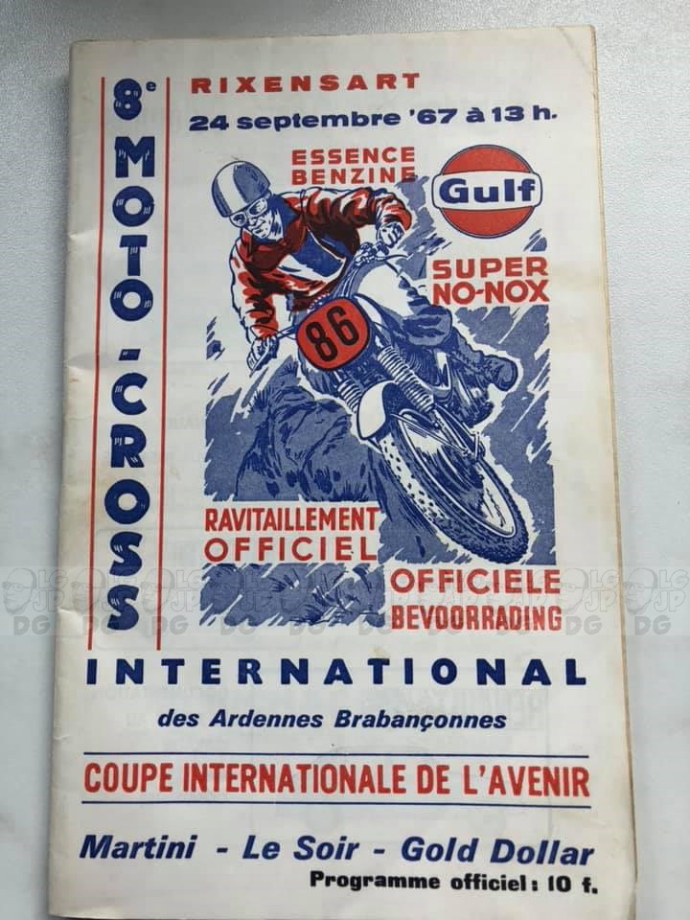 8e MOTO-CROSS
RIXENSART
24 septembre '67 à 13 h.
ESSENCE
BENZINE
Gulf
SUPER
NO-NOX
86
RAVITAILLEMENT
OFFICIEL
OFFICIELE
BEVOORRADING
INTERNATIONAL
des Ardennes Brabançonnes
COUPE INTERNATIONALE DE L'AVENIR
Martini - Le Soir - Gold Dollar
Programme officiel : 10 f.